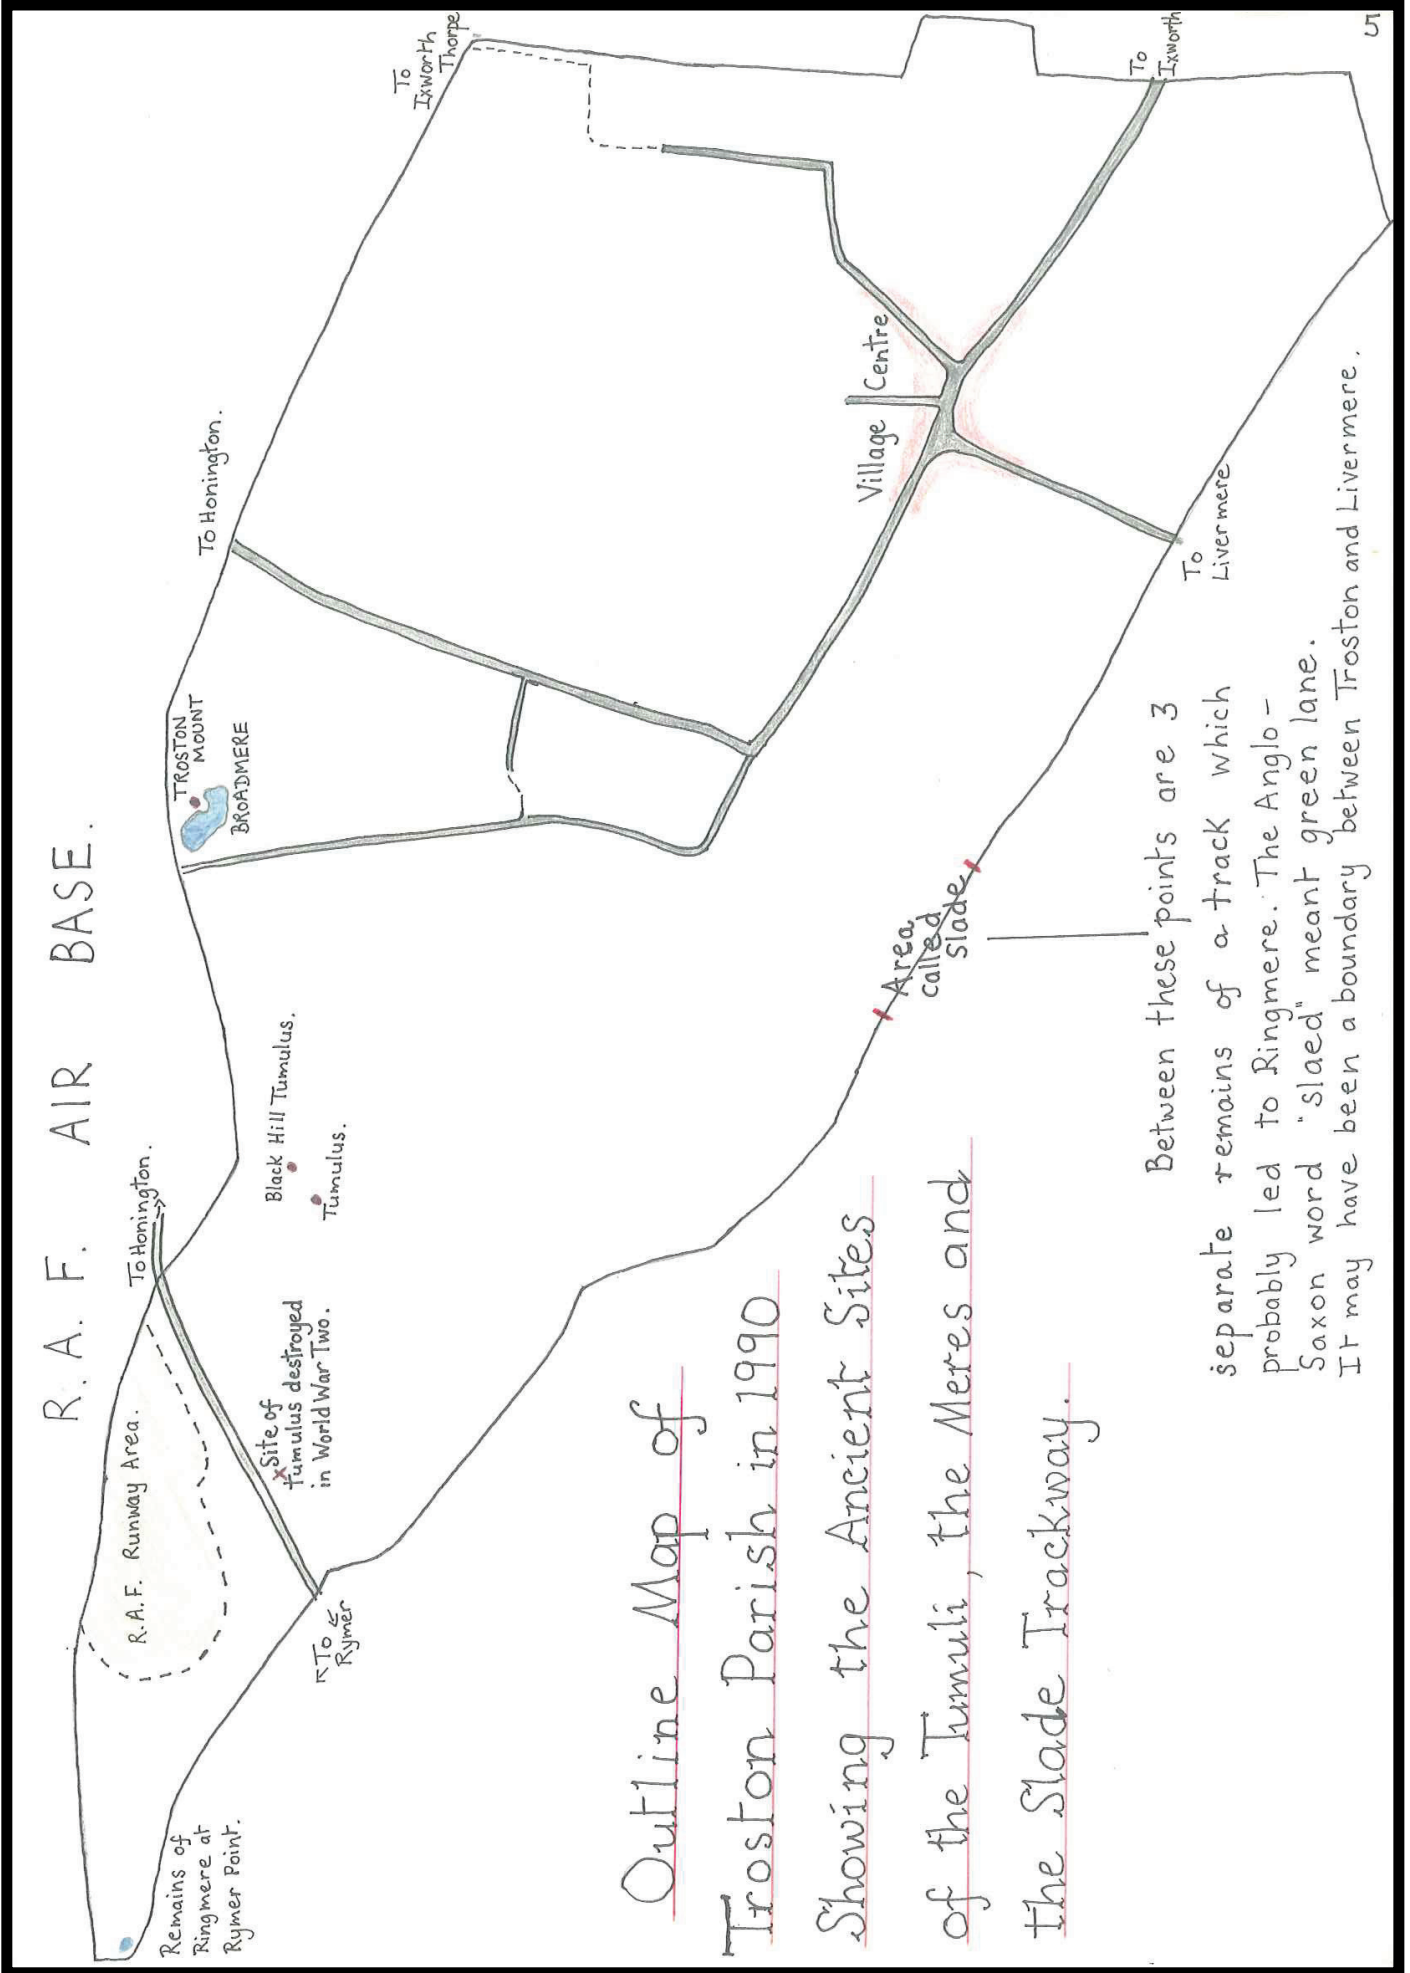 R. A. F. AIR BASE.
To
Ixworth
Thorpe
To Honington.
TROSTON
MOUNT
BROADMERE
To Honington.
Black Hill Tumulus.
Tumulus.
R.A.F. Runway Area.
Site of
tumulus destroyed
in World War Two.
To
Rymer
Remains of
Ringmere at
Rymer Point.
Village Centre
To
Ixworth
To
Livermere
Area
called
Slade
Outline Map of
Troston Parish in 1990
Showing the Ancient Sites
of the Tumuli, the Meres and
the Slade Trackway.
Between these points are 3
separate remains of a track which
probably led to Ringmere. The Anglo-
Saxon word "slaed" meant green lane.
It may have been a boundary between Troston and Livermere.
5